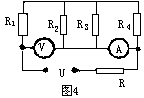 R₁ R₂ R₃ R₄
V A
U R
图4